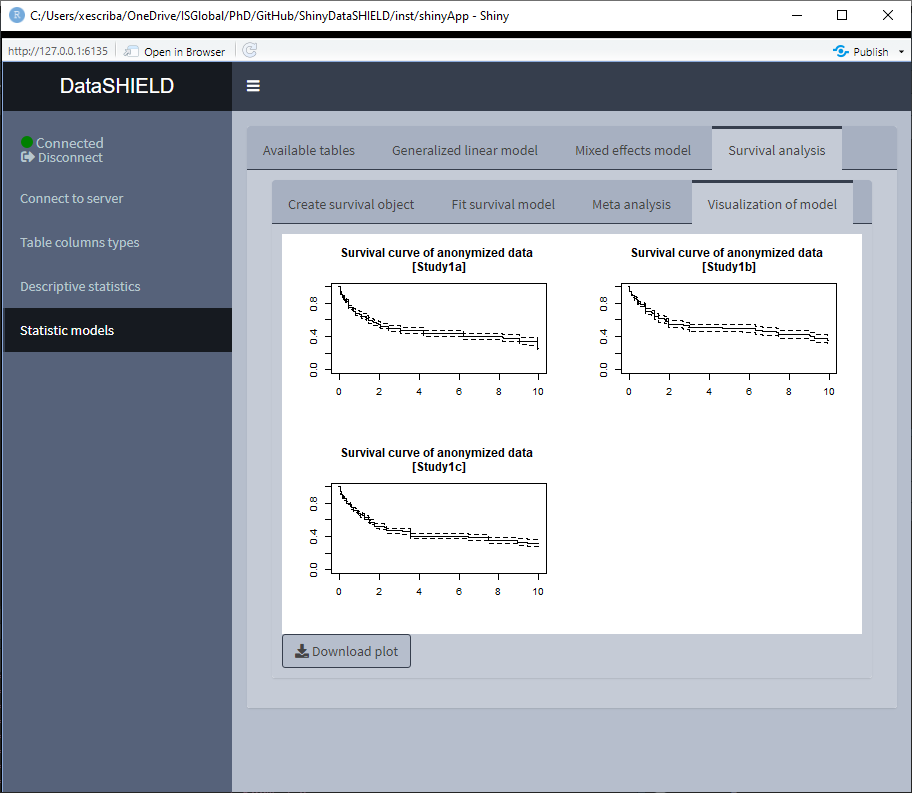 C:/Users/xescriba/OneDrive/ISGlobal/PhD/GitHub/ShinyDataSHIELD/inst/shinyApp - Shiny
http://127.0.0.1:6135 Open in Browser Publish
DataSHIELD
Connected
Disconnect
Connect to server
Table columns types
Descriptive statistics
Statistic models
Available tables Generalized linear model Mixed effects model Survival analysis
Create survival object Fit survival model Meta analysis Visualization of model
Survival curve of anonymized data
[Study1a]
0.8
0.4
0.0
0 2 4 6 8 10
Survival curve of anonymized data
[Study1b]
0.8
0.4
0.0
0 2 4 6 8 10
Survival curve of anonymized data
[Study1c]
0.8
0.4
0.0
0 2 4 6 8 10
Download plot